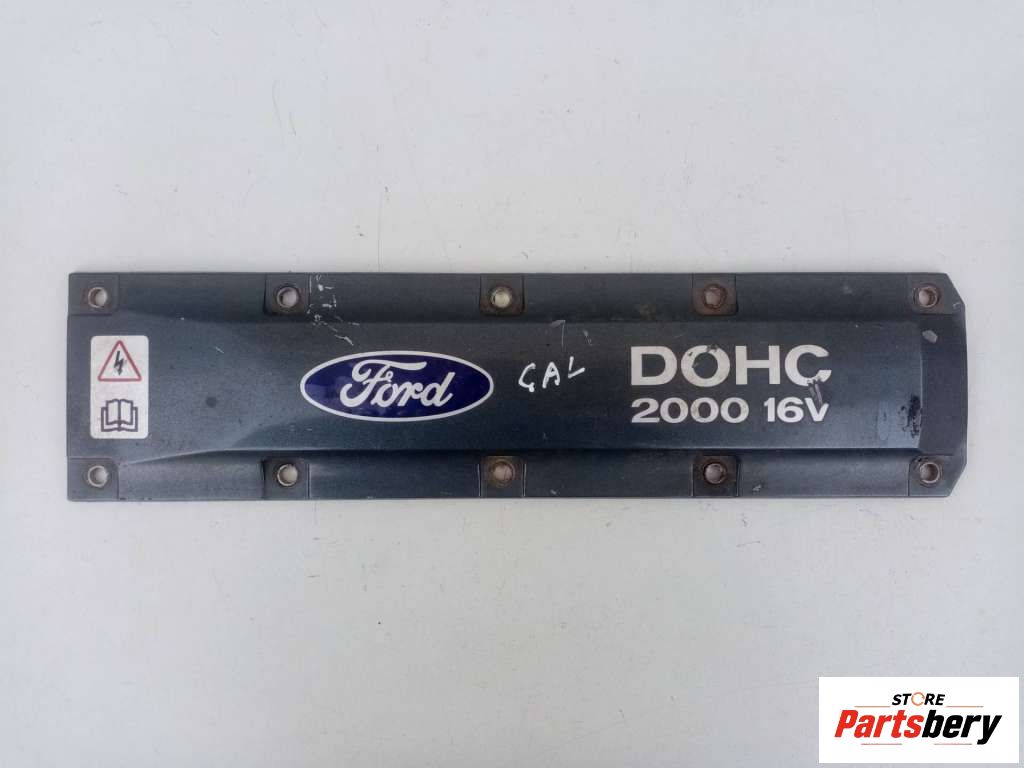 Ford
GAL
DOHC
2000 16V
STORE
Partsbery